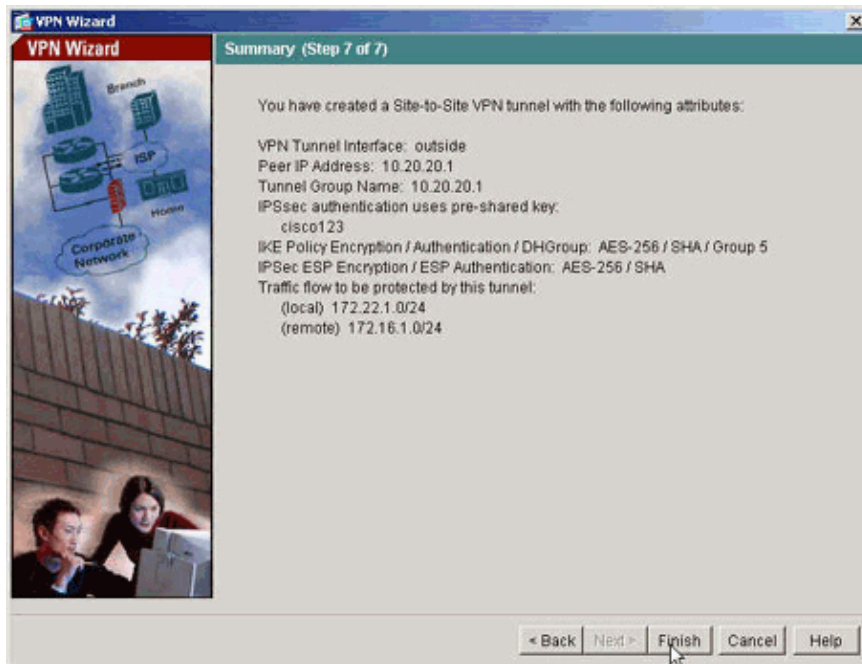 VPN Wizard
VPN Wizard
Summary (Step 7 of 7)
Branch
ISP
Home
Corporate
Network
You have created a Site-to-Site VPN tunnel with the following attributes:
VPN Tunnel Interface: outside
Peer IP Address: 10.20.20.1
Tunnel Group Name: 10.20.20.1
IPSsec authentication uses pre-shared key:
cisco123
IKE Policy Encryption / Authentication / DHGroup: AES-256 / SHA / Group 5
IPSec ESP Encryption / ESP Authentication: AES-256 / SHA
Traffic flow to be protected by this tunnel:
(local) 172.22.1.0/24
(remote) 172.16.1.0/24
< Back
Next >
Finish
Cancel
Help